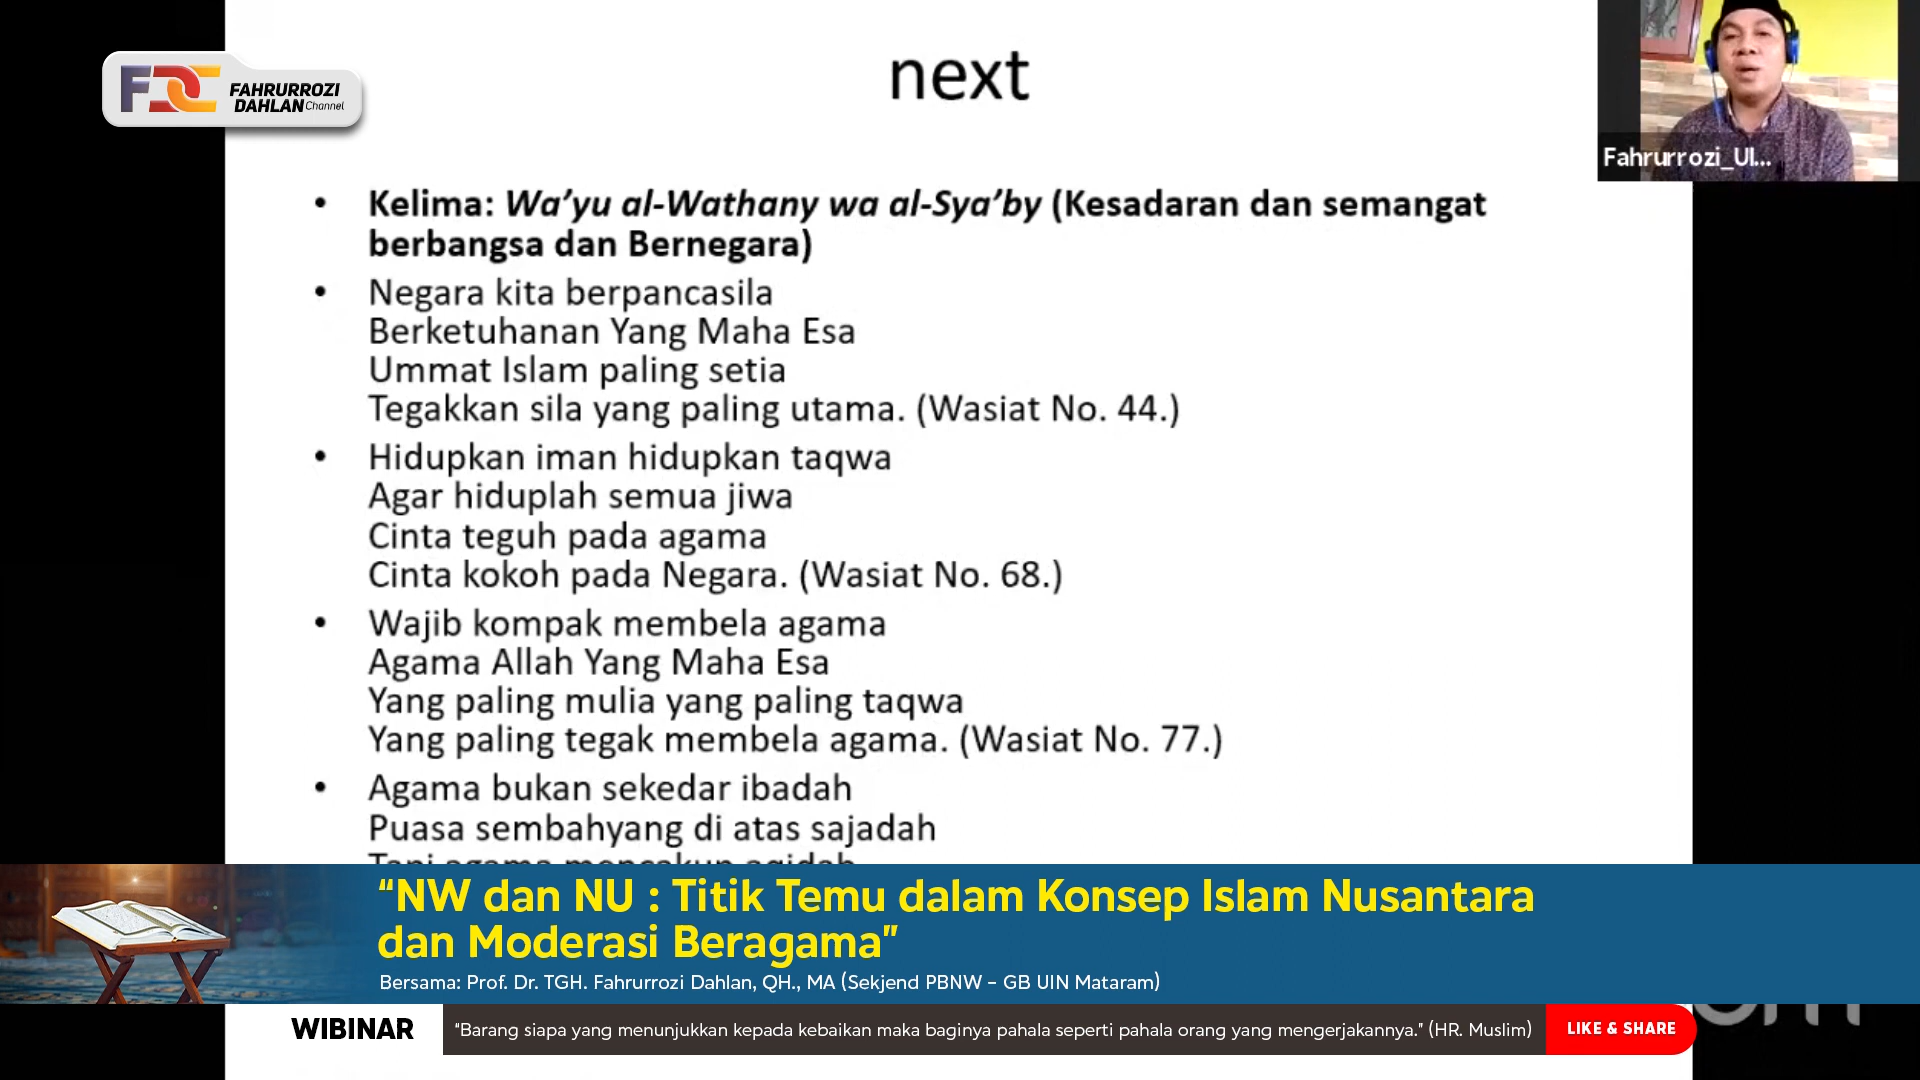 FDC FAHRURROZI
DAHLAN Channel
next
Fahrurrozi_UI...
• Kelima: Wa’yu al-Wathany wa al-Sya’by (Kesadaran dan semangat
berbangsa dan Bernegara)
• Negara kita berpancasila
Berketuhanan Yang Maha Esa
Ummat Islam paling setia
Tegakkan sila yang paling utama. (Wasiat No. 44.)
• Hidupkan iman hidupkan taqwa
Agar hiduplah semua jiwa
Cinta teguh pada agama
Cinta kokoh pada Negara. (Wasiat No. 68.)
• Wajib kompak membela agama
Agama Allah Yang Maha Esa
Yang paling mulia yang paling taqwa
Yang paling tegak membela agama. (Wasiat No. 77.)
• Agama bukan sekedar ibadah
Puasa sembahyang di atas sajadah
Tapi agama mencakup aqidah
“NW dan NU : Titik Temu dalam Konsep Islam Nusantara
dan Moderasi Beragama”
Bersama: Prof. Dr. TGH. Fahrurrozi Dahlan, QH., MA (Sekjend PBNW – GB UIN Mataram)
WIBINAR
“Barang siapa yang menunjukkan kepada kebaikan maka baginya pahala seperti pahala orang yang mengerjakannya.” (HR. Muslim)
LIKE & SHARE